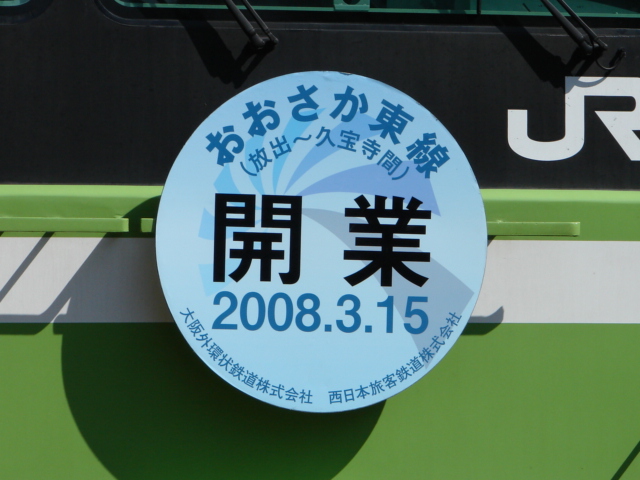 おおさか東線
（放出～久宝寺間）
開業
2008.3.15
大阪外環状鉄道株式会社 西日本旅客鉄道株式会社
JR